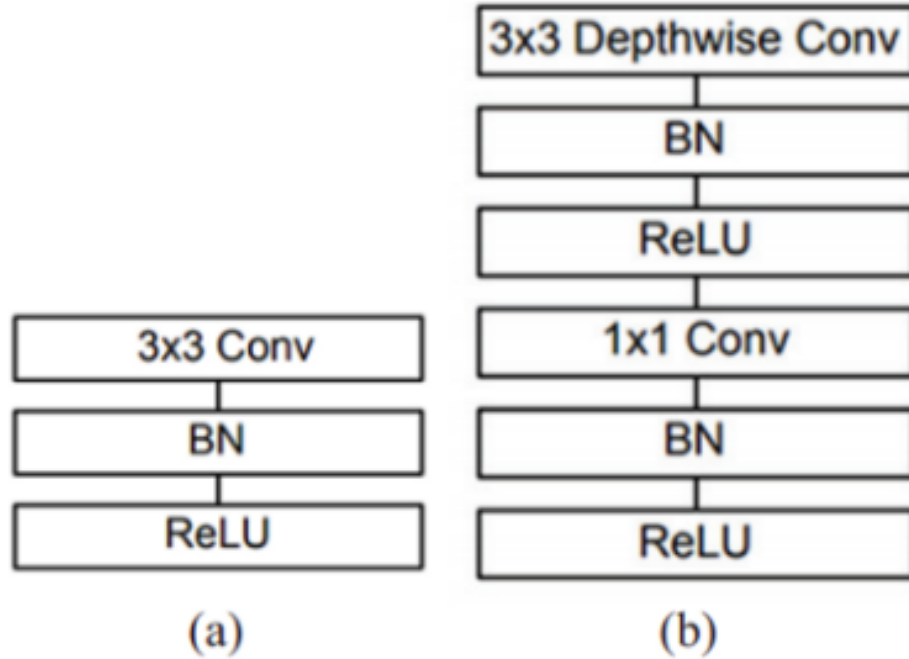 3x3 Conv
BN
ReLU
(a)
3x3 Depthwise Conv
BN
ReLU
1x1 Conv
BN
ReLU
(b)